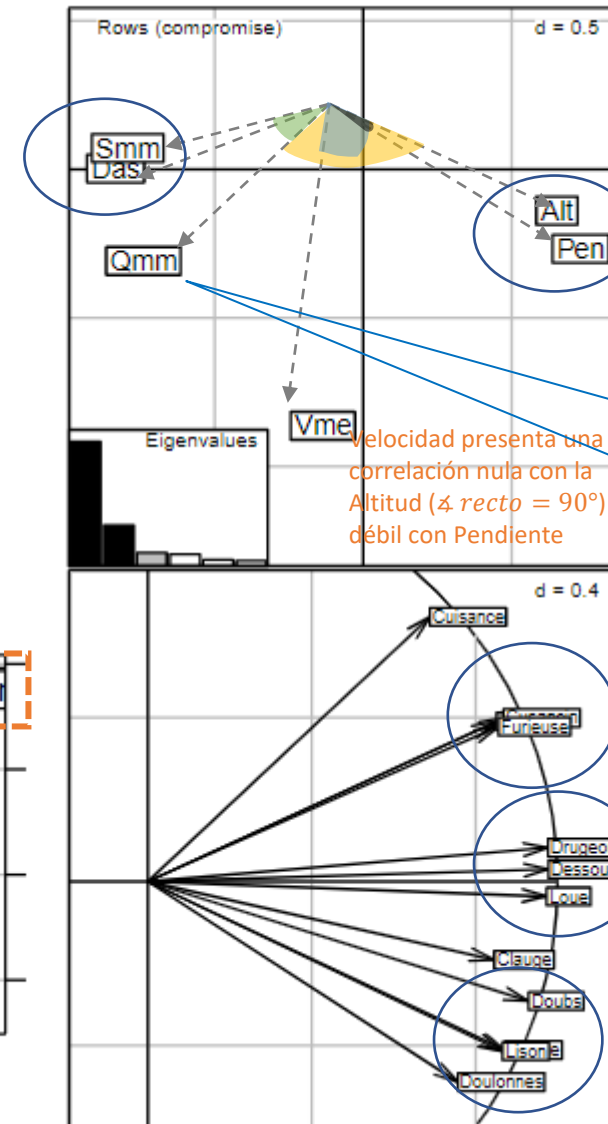 Rows (compromise)
d = 0.5
Smm
Das
Alt
Pen
Qmm
Vme
Eigenvalues
Velocidad presenta una
correlación nula con la
Altitud (∡ recto = 90°)
débil con Pendiente
d = 0.4
Cuisance
Furieuse
Drugeo
Dessou
Loue
Clauge
Doubs
Lison
Doulonnes